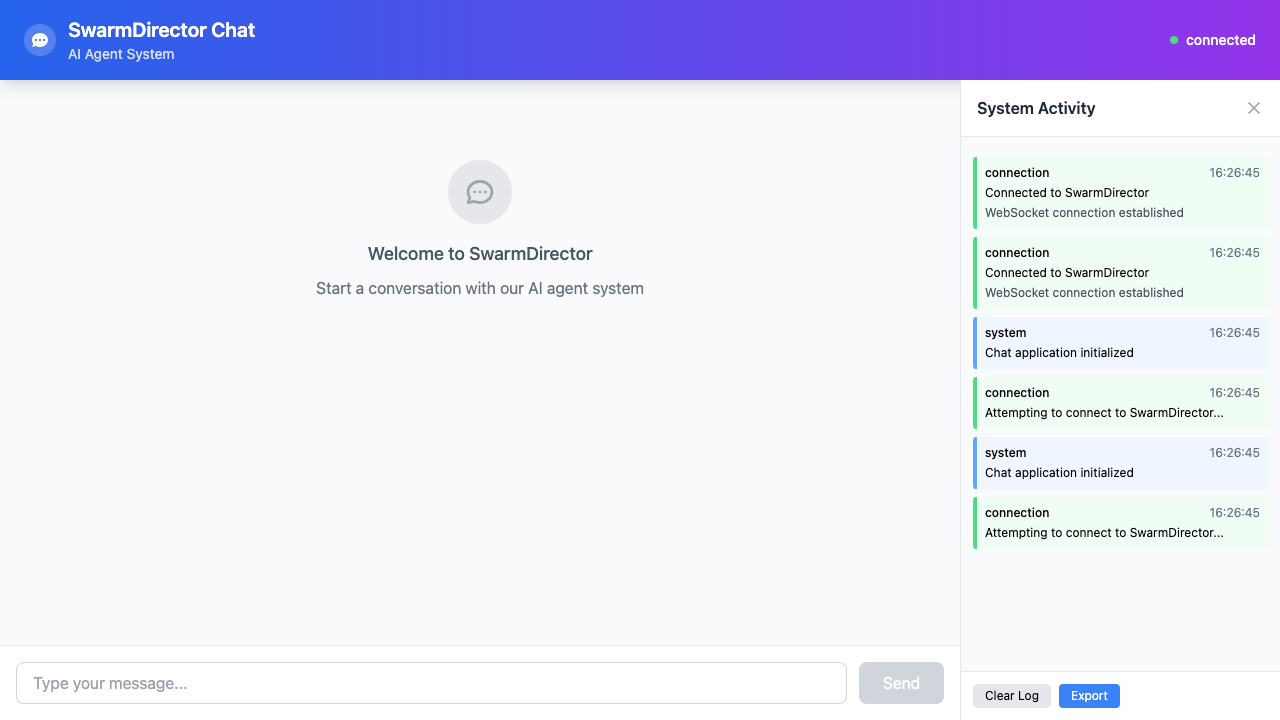 SwarmDirector Chat
AI Agent System
connected
Welcome to SwarmDirector
Start a conversation with our AI agent system
Type your message...
Send
System Activity
connection 16:26:45
Connected to SwarmDirector
WebSocket connection established
connection 16:26:45
Connected to SwarmDirector
WebSocket connection established
system 16:26:45
Chat application initialized
connection 16:26:45
Attempting to connect to SwarmDirector...
system 16:26:45
Chat application initialized
connection 16:26:45
Attempting to connect to SwarmDirector...
Clear Log Export